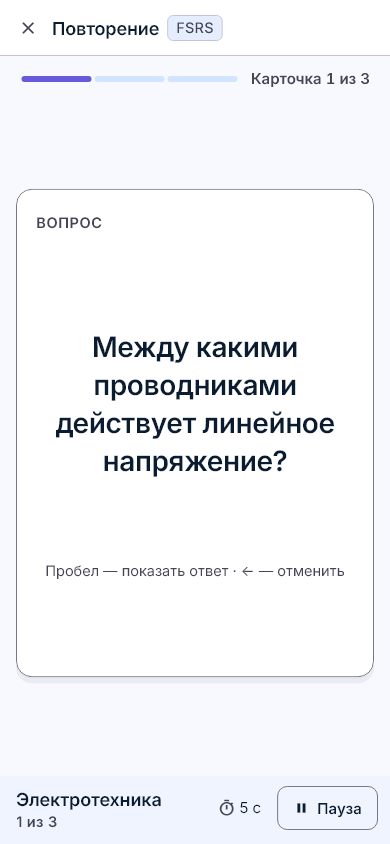 Повторение FSRS
Карточка 1 из 3
ВОПРОС
Между какими
проводниками
действует линейное
напряжение?
Пробел — показать ответ · ← — отменить
Электротехника
1 из 3
5 с
Пауза